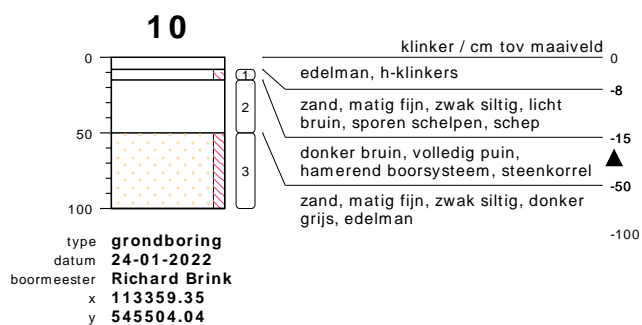 10
klinker / cm tov maaiveld
0
0
edelman, h-klinkers
-8
1
zand, matig fijn, zwak siltig, licht
bruin, sporen schelpen, schep
2
-15
50
donker bruin, volledig puin,
hamerend boorsysteem, steenkorrel
-50
3
zand, matig fijn, zwak siltig, donker
grijs, edelman
100
-100
type grondboring
datum 24-01-2022
boormeester Richard Brink
x 113359.35
y 545504.04